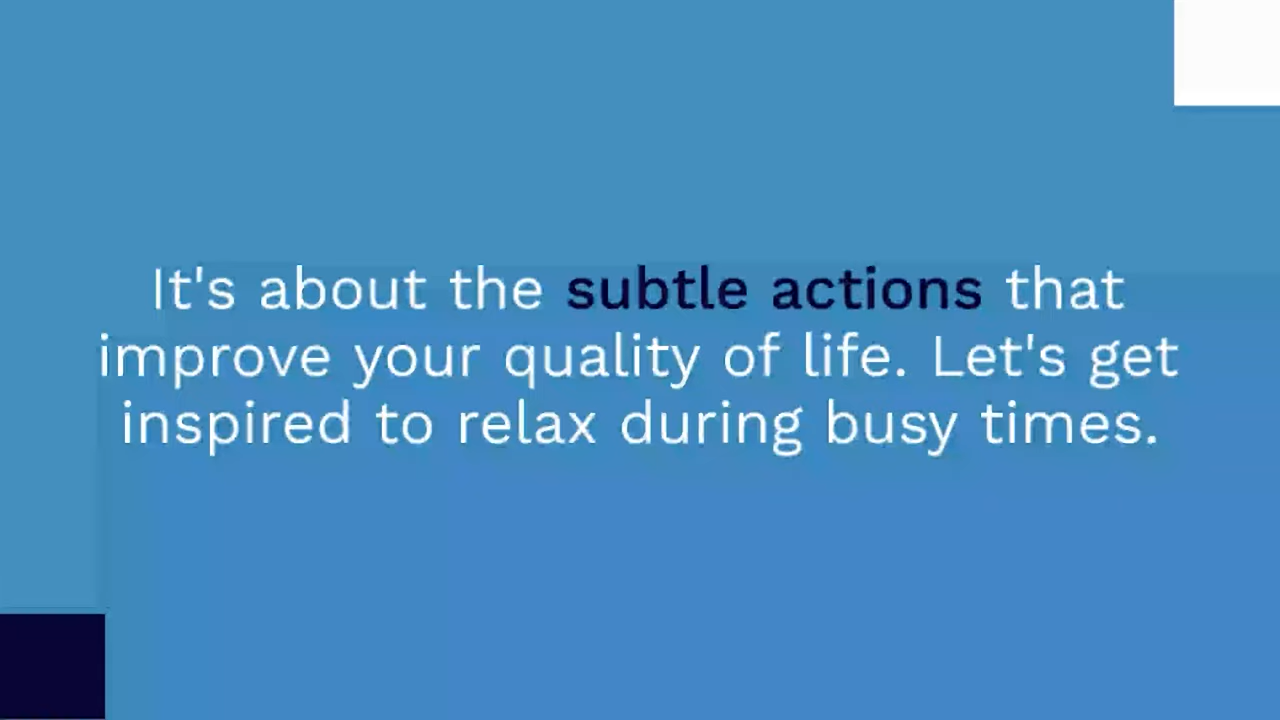 It's about the subtle actions that
improve your quality of life. Let's get
inspired to relax during busy times.